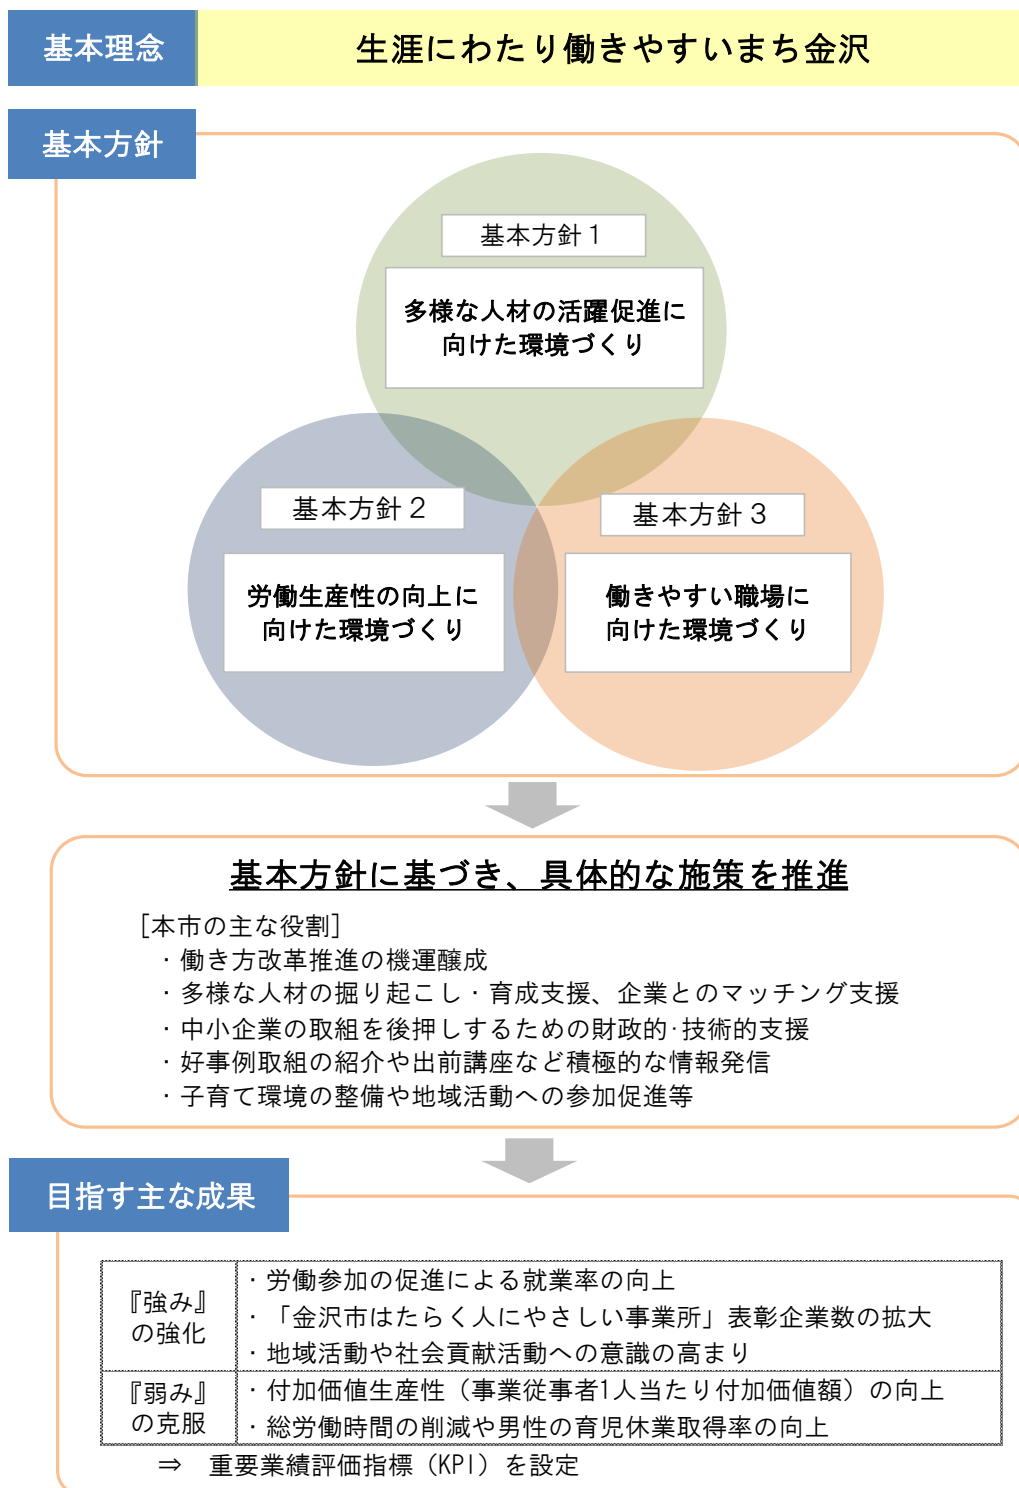 基本理念
生涯にわたり働きやすいまち金沢
基本方針
基本方針１
多様な人材の活躍促進に
向けた環境づくり
基本方針２
労働生産性の向上に
向けた環境づくり
基本方針３
働きやすい職場に
向けた環境づくり
基本方針に基づき、具体的な施策を推進
[本市の主な役割]
・働き方改革推進の機運醸成
・多様な人材の掘り起こし・育成支援、企業とのマッチング支援
・中小企業の取組を後押しするための財政的･技術的支援
・好事例取組の紹介や出前講座など積極的な情報発信
・子育て環境の整備や地域活動への参加促進等
目指す主な成果
『強み』
の強化
・労働参加の促進による就業率の向上
・「金沢市はたらく人にやさしい事業所」表彰企業数の拡大
・地域活動や社会貢献活動への意識の高まり
『弱み』
の克服
・付加価値生産性（事業従事者1人当たり付加価値額）の向上
・総労働時間の削減や男性の育児休業取得率の向上
⇒　重要業績評価指標（KPI）を設定